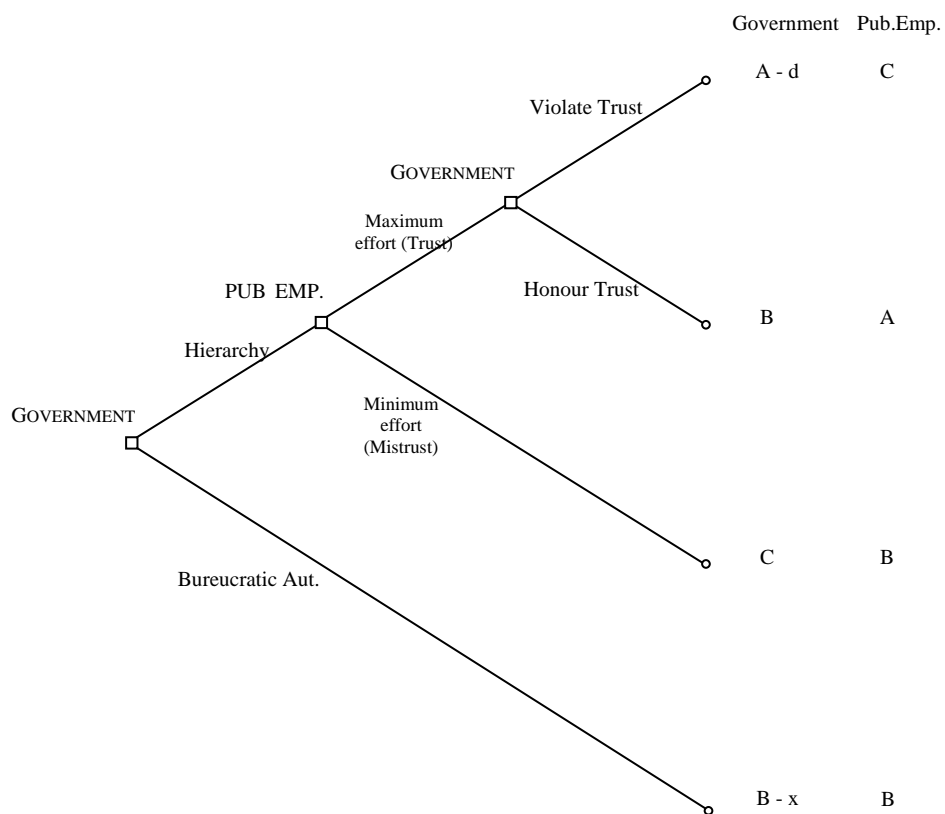 Government Pub.Emp.
A - d C
Violate Trust
GOVERNMENT
Maximum
effort (Trust)
Honour Trust
PUB EMP.
B A
Hierarchy
Minimum
effort
(Mistrust)
GOVERNMENT
C B
Bureucratic Aut.
B - x B